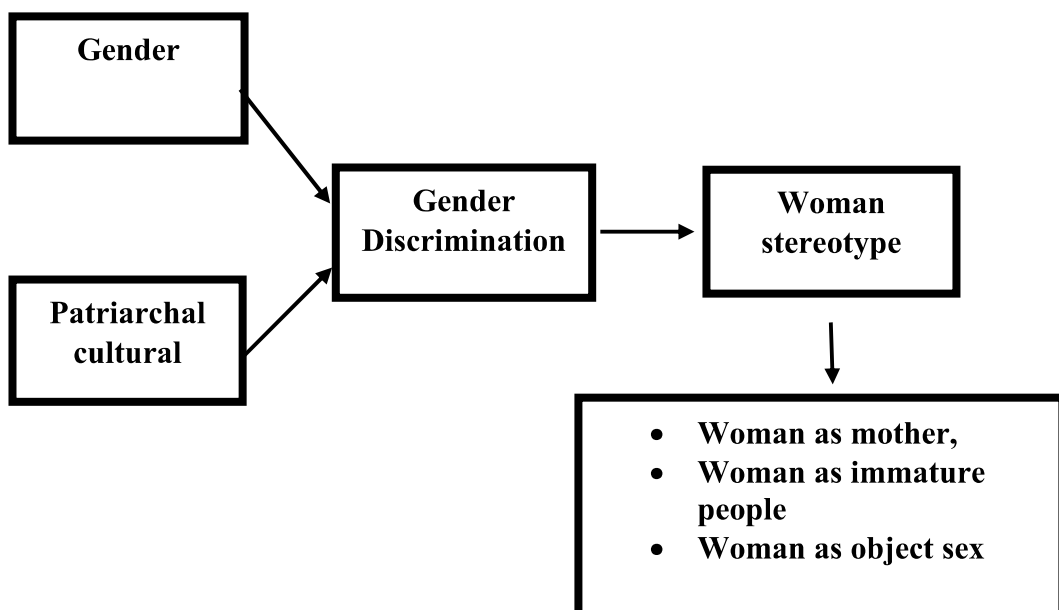 Gender
Patriarchal
cultural
Gender
Discrimination
Woman
stereotype
• Woman as mother,
• Woman as immature
people
• Woman as object sex